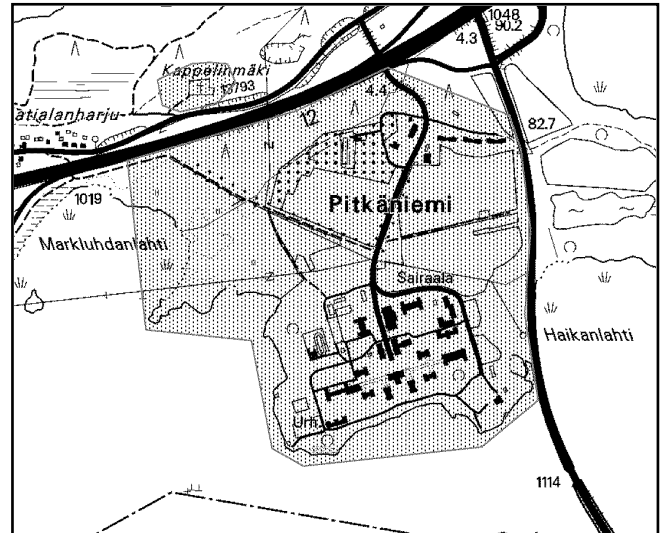 1048
90.2
4.3
Kappelinmäki
13793
4.4
atialanharju
12
82.7
Pitkäniemi
1019
Markluhdanlahti
Sairaala
Haikanlahti
Urh.
1114